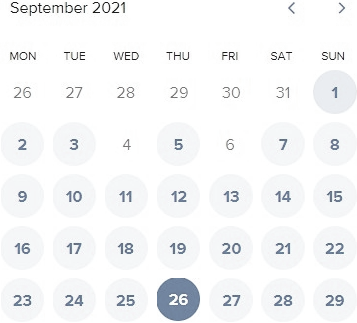 September 2021
MON TUE WED THU FRI SAT SUN
26 27 28 29 30 31 1
2 3 4 5 6 7 8
9 10 11 12 13 14 15
16 17 18 19 20 21 22
23 24 25 26 27 28 29